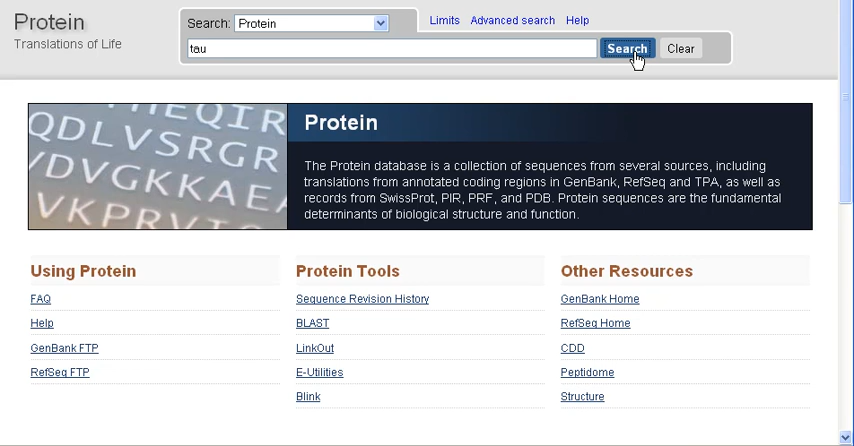 Protein
Translations of Life
Search: Protein
Limits Advanced search Help
tau
Search Clear
THEQIR
QDLVSRGR
VDVGKKAEA
VKPRVT
Protein
The Protein database is a collection of sequences from several sources, including
translations from annotated coding regions in GenBank, RefSeq and TPA, as well as
records from SwissProt, PIR, PRF, and PDB. Protein sequences are the fundamental
determinants of biological structure and function.
Using Protein
FAQ
Help
GenBank FTP
RefSeq FTP
Protein Tools
Sequence Revision History
BLAST
LinkOut
E-Utilities
Blink
Other Resources
GenBank Home
RefSeq Home
CDD
Peptidome
Structure